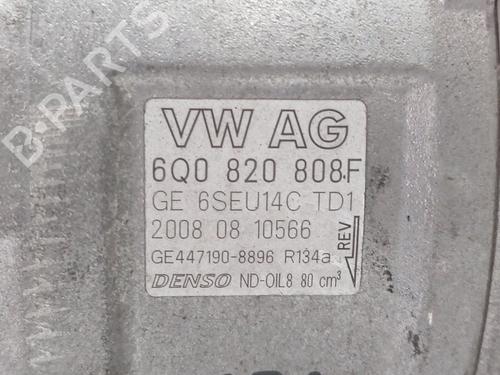 B-PARTS
VW AG
6Q0 820 808 F
GE 6SEU14C TD1
2008 08 10566
GE447190-8896 R134a
REV
DENSO ND-OIL8 80 cm³